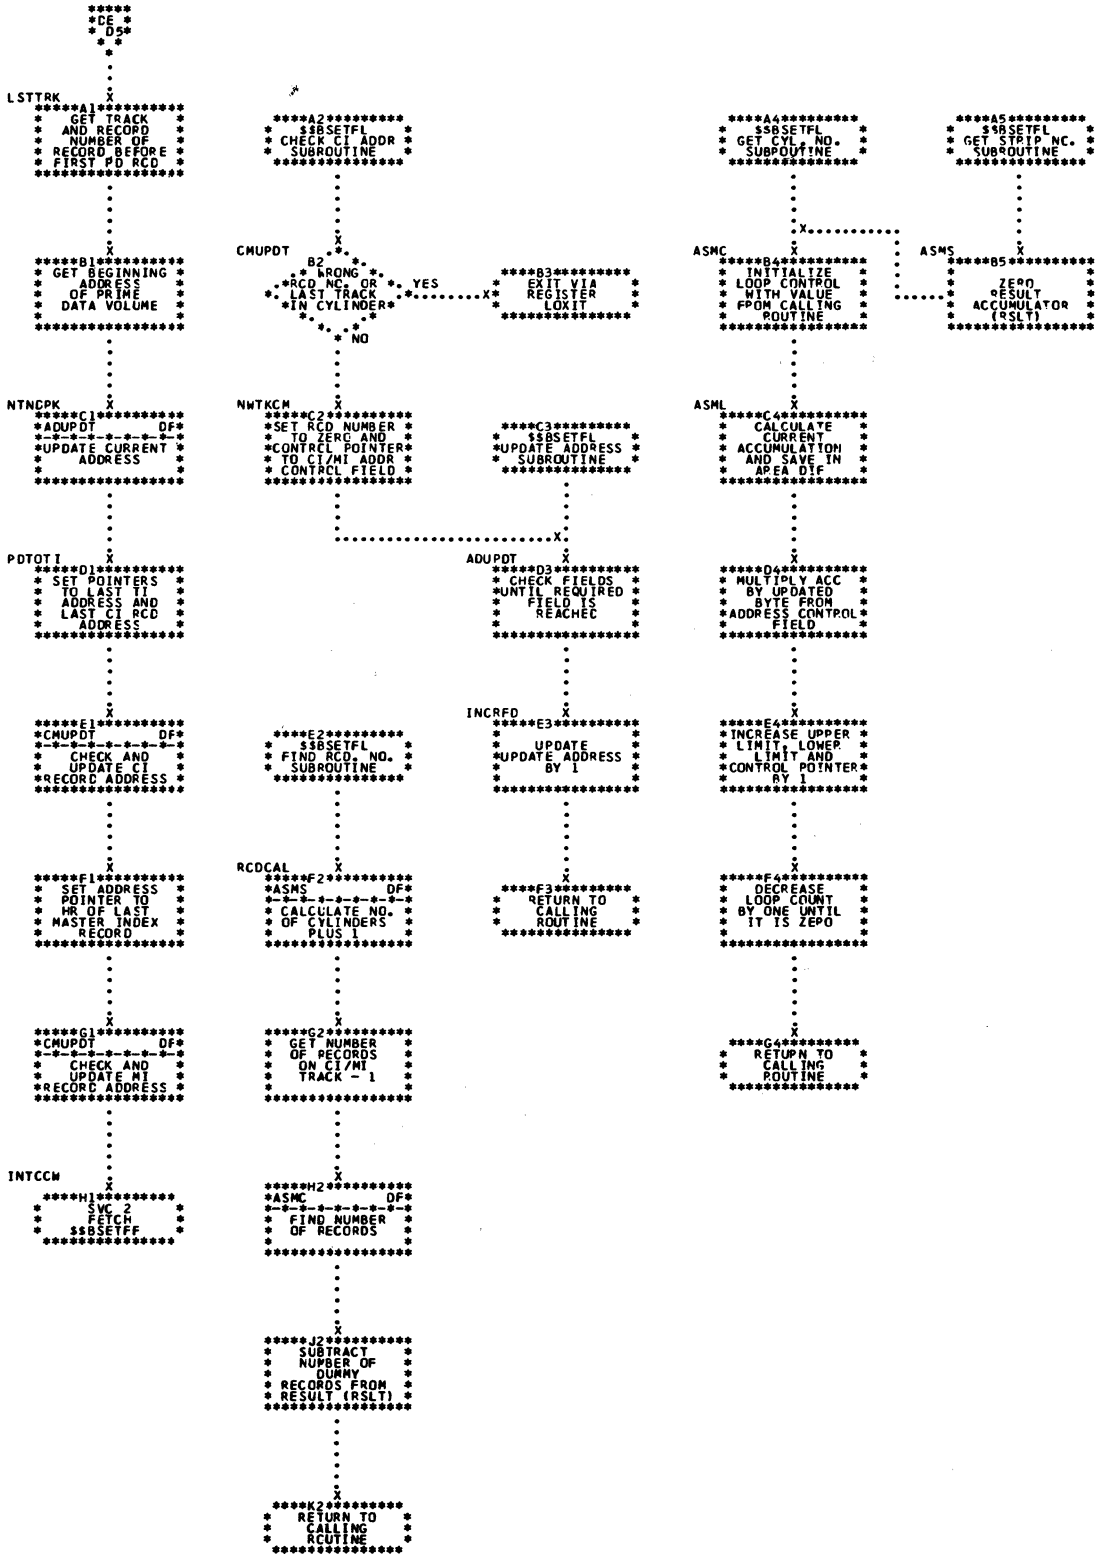 CE
D5
LSTTRK
A1
GET TRACK
AND RECORD
NUMBER OF
RECORD BEFORE
FIRST PD RCD
B1
GET BEGINNING
ADDRESS
OF PRIME
DATA VOLUME
NTNDPK
C1
ADUPDT DF
UPDATE CURRENT
ADDRESS
PDTOTI
D1
SET POINTERS
TO LAST TI
ADDRESS AND
LAST CI RCD
ADDRESS
E1
CMUPDT DF
CHECK AND
UPDATE CI
RECORD ADDRESS
F1
SET ADDRESS
POINTER TO
HR OF LAST
MASTER INDEX
RECORD
G1
CMUPDT DF
CHECK AND
UPDATE MI
RECORD ADDRESS
INTCCW
H1
SVC 2
FETCH
$$BSETFF
A2
$$BSETFL
CHECK CI ADDR
SUBROUTINE
CMUPDT
B2
WRONG
RCD NC. OR
LAST TRACK
IN CYLINDER
YES
NO
B3
EXIT VIA
REGISTER
LOXIT
NWTKCM
C2
SET RCD NUMBER
TO ZERO AND
CONTROL POINTER
TO CI/MI ADDR
CONTROL FIELD
C3
$$BSETFL
UPDATE ADDRESS
SUBROUTINE
ADUPDT
D3
CHECK FIELDS
UNTIL REQUIRED
FIELD IS
REACHEC
INCRFD
E3
UPDATE
UPDATE ADDRESS
BY 1
F3
RETURN TO
CALLING
ROUTINE
E2
$$BSETFL
FIND RCD. NO.
SUBROUTINE
RCDCAL
F2
ASMS DF
CALCULATE NO.
OF CYLINDERS
PLUS 1
G2
GET NUMBER
OF RECORDS
ON CI/MI
TRACK - 1
H2
ASMC DF
FIND NUMBER
OF RECORDS
J2
SUBTRACT
NUMBER OF
DUMMY
RECORDS FROM
RESULT (RSLT)
K2
RETURN TO
CALLING
RCUTINE
A4
$$BSETFL
GET CYL. NO.
SUBPOUTINE
ASMC
B4
INITIALIZE
LOOP CONTROL
WITH VALUE
FROM CALLING
ROUTINE
ASML
C4
CALCULATE
CURRENT
ACCUMULATION
AND SAVE IN
AREA DIF
D4
MULTIPLY ACC
BY UPDATED
BYTE FROM
ADDRESS CONTROL
FIELD
E4
INCREASE UPPER
LIMIT, LOWER
LIMIT AND
CONTROL POINTER
BY 1
F4
DECREASE
LOOP COUNT
BY ONE UNTIL
IT IS ZERO
G4
RETURN TO
CALLING
ROUTINE
A5
$$BSETFL
GET STRIP NC.
SUBROUTINE
ASMS
B5
ZERO
RESULT
ACCUMULATOR
(RSLT)